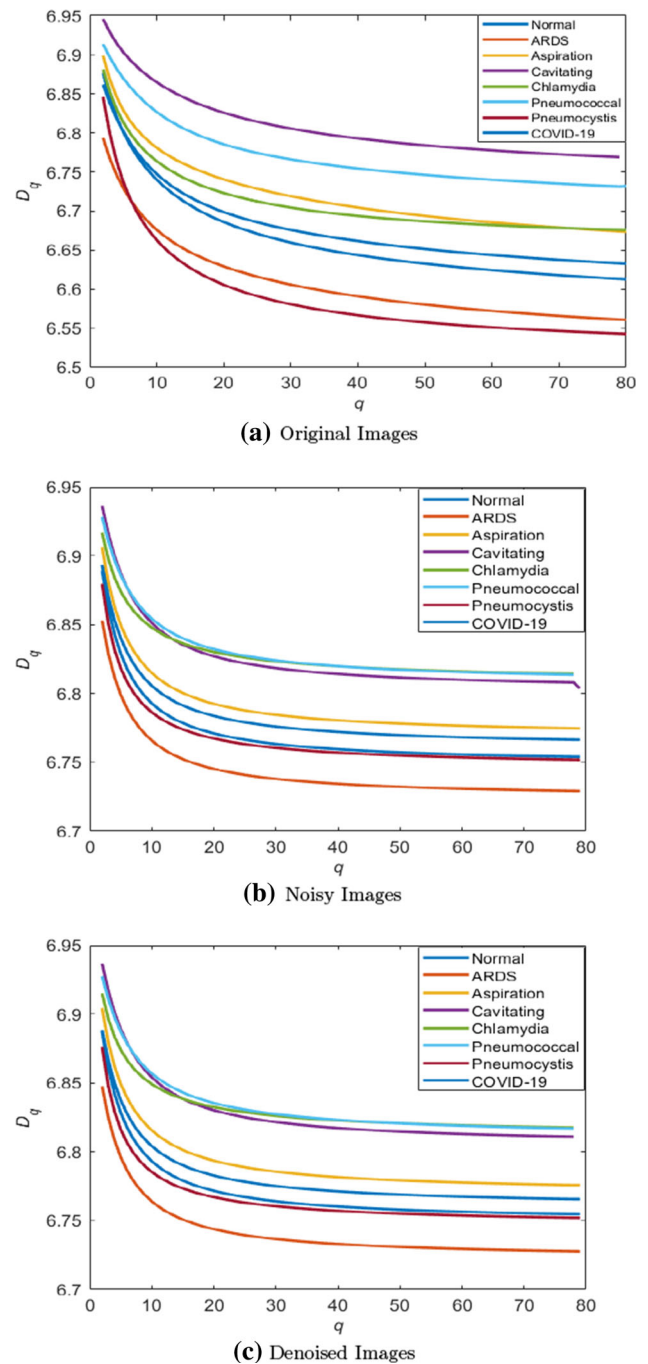 6.95
6.9
6.85
6.8
6.75
6.7
6.65
6.6
6.55
6.5
D_q
0 10 20 30 40 50 60 70 80
q
Normal
ARDS
Aspiration
Cavitating
Chlamydia
Pneumococcal
Pneumocystis
COVID-19
(a) Original Images
6.95
6.9
6.85
6.8
6.75
6.7
D_q
0 10 20 30 40 50 60 70 80
q
Normal
ARDS
Aspiration
Cavitating
Chlamydia
Pneumococcal
Pneumocystis
COVID-19
(b) Noisy Images
6.95
6.9
6.85
6.8
6.75
6.7
D_q
0 10 20 30 40 50 60 70 80
q
Normal
ARDS
Aspiration
Cavitating
Chlamydia
Pneumococcal
Pneumocystis
COVID-19
(c) Denoised Images